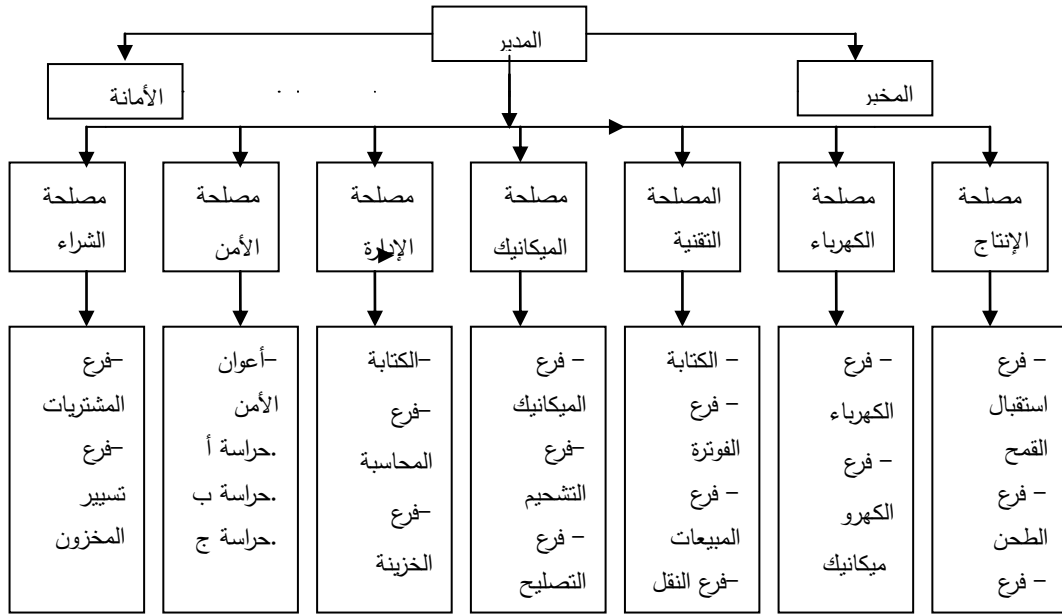 المدير
المخبر
الأمانة
مصلحة
الإنتاج
مصلحة
الكهرباء
المصلحة
التقنية
مصلحة
الميكانيك
مصلحة
الإدارة
مصلحة
الأمن
مصلحة
الشراء
- فرع
استقبال
القمح
- فرع
الطحن
- فرع
- فرع
الكهرباء
- فرع
الكهرو
ميكانيك
- الكتابة
- فرع
الفوترة
- فرع
المبيعات
-فرع النقل
- فرع
الميكانيك
-فرع
التشحيم
- فرع
التصليح
-الكتابة
-فرع
المحاسبة
-فرع
الخزينة
-أعوان
الأمن
.حراسة أ
.حراسة ب
.حراسة ج
-فرع
المشتريات
-فرع
تسيير
المخزون